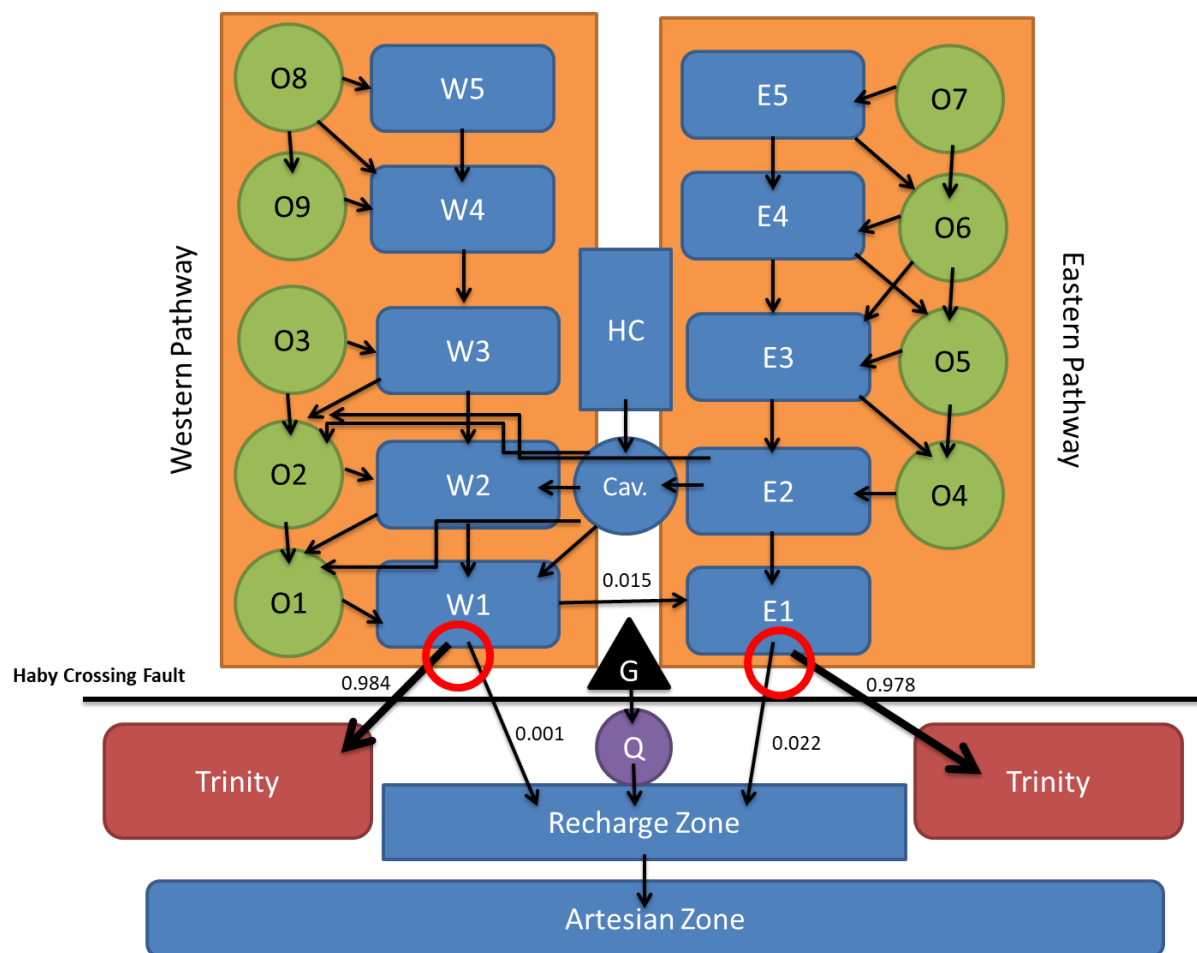 O8
W5
E5
O7
O9
W4
E4
O6
Western Pathway
Eastern Pathway
O3
W3
HC
E3
O5
O2
W2
Cav.
E2
O4
O1
W1
0.015
E1
G
Haby Crossing Fault
0.984
0.978
0.001
Q
0.022
Trinity
Trinity
Recharge Zone
Artesian Zone